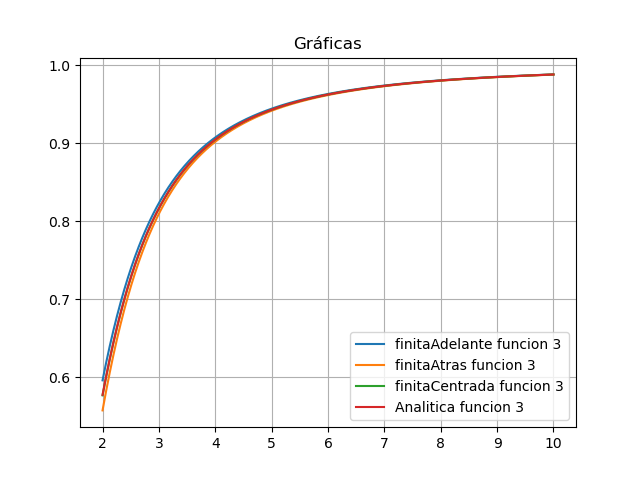 Gráficas
1.0
0.9
0.8
0.7
0.6
finitaAdelante funcion 3
finitaAtras funcion 3
finitaCentrada funcion 3
Analitica funcion 3
2 3 4 5 6 7 8 9 10